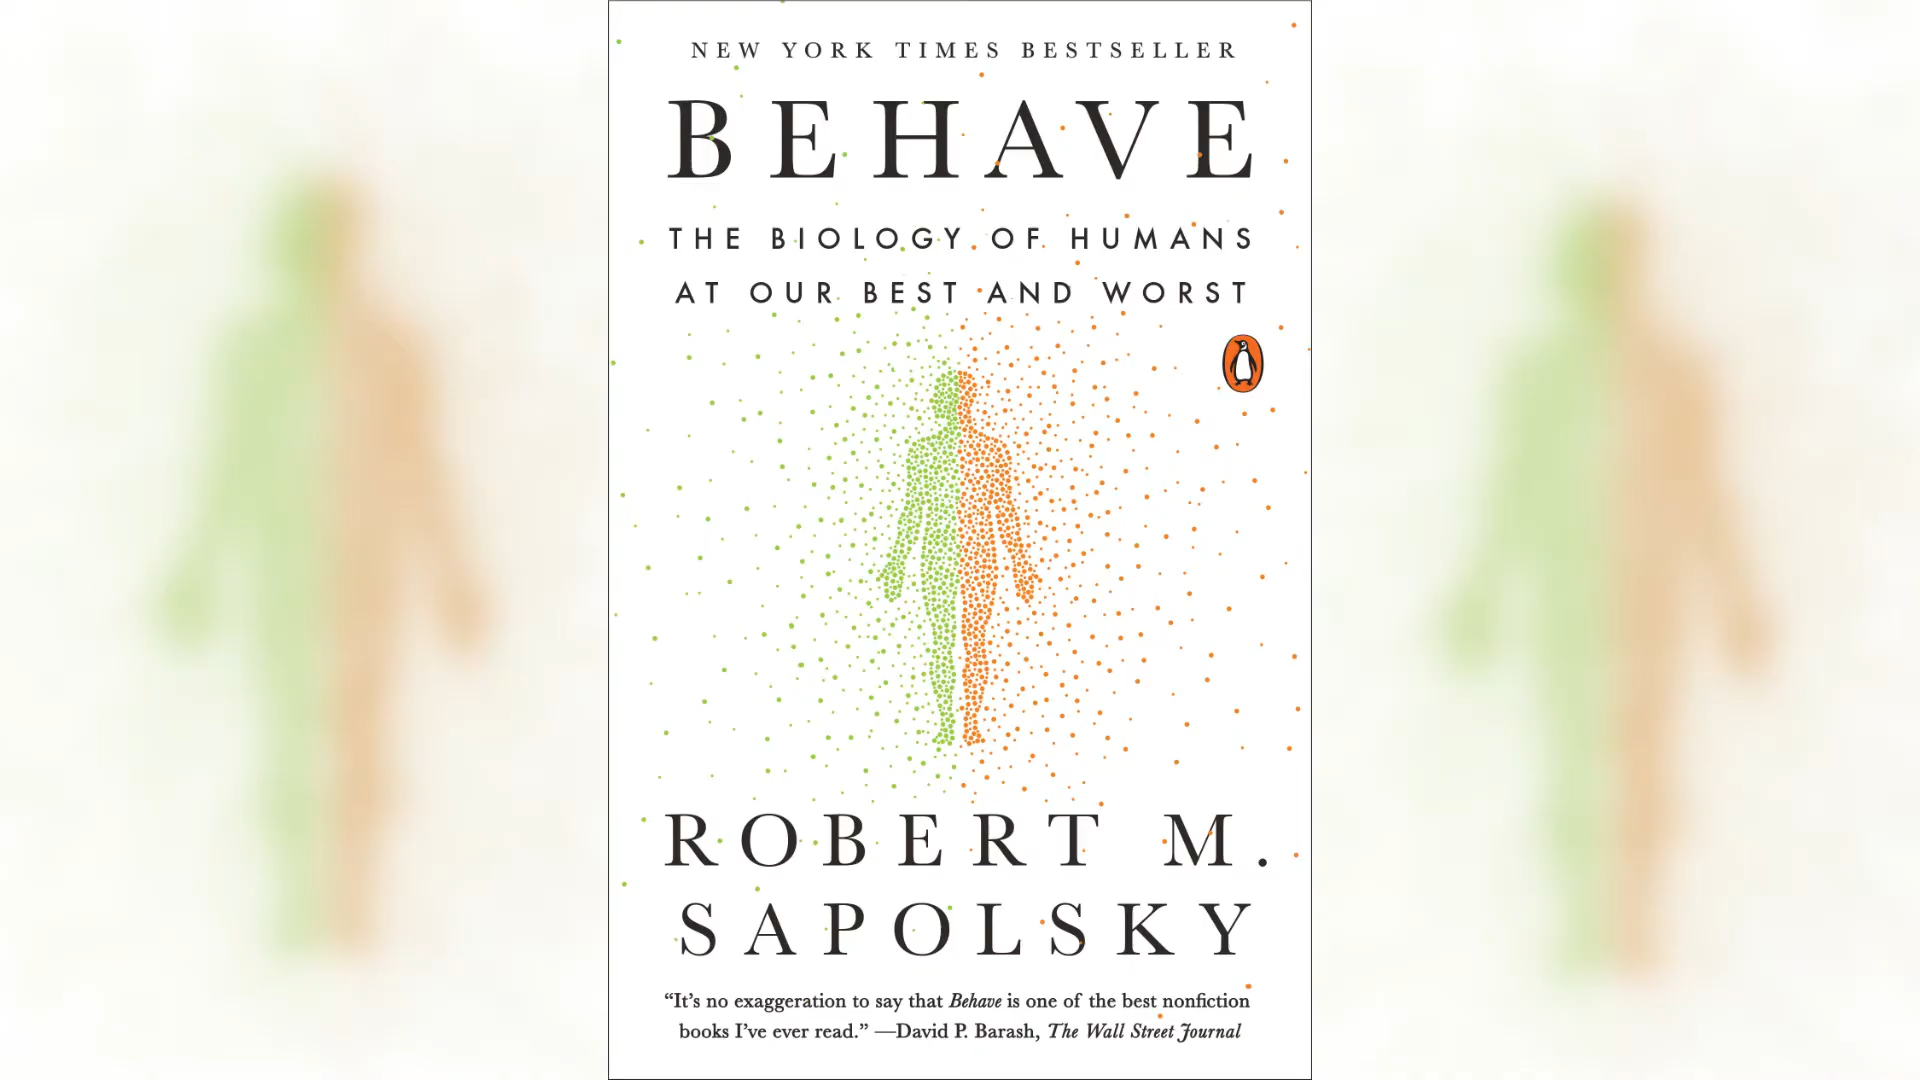 NEW YORK TIMES BESTSELLER
BEHAVE
THE BIOLOGY OF HUMANS
AT OUR BEST AND WORST
ROBERT M.
SAPOLSKY
“It’s no exaggeration to say that Behave is one of the best nonfiction
books I’ve ever read.” —David P. Barash, The Wall Street Journal